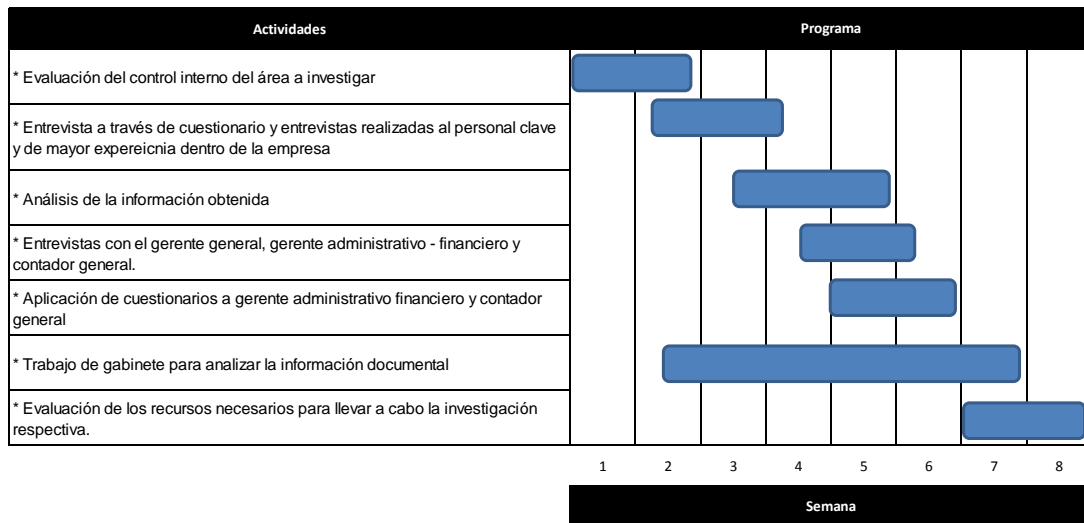 Actividades
Programa
* Evaluación del control interno del área a investigar
* Entrevista a través de cuestionario y entrevistas realizadas al personal clave
y de mayor expereicnia dentro de la empresa
* Análisis de la información obtenida
* Entrevistas con el gerente general, gerente administrativo - financiero y
contador general.
* Aplicación de cuestionarios a gerente administrativo financiero y contador
general
* Trabajo de gabinete para analizar la información documental
* Evaluación de los recursos necesarios para llevar a cabo la investigación
respectiva.
1 2 3 4 5 6 7 8
Semana